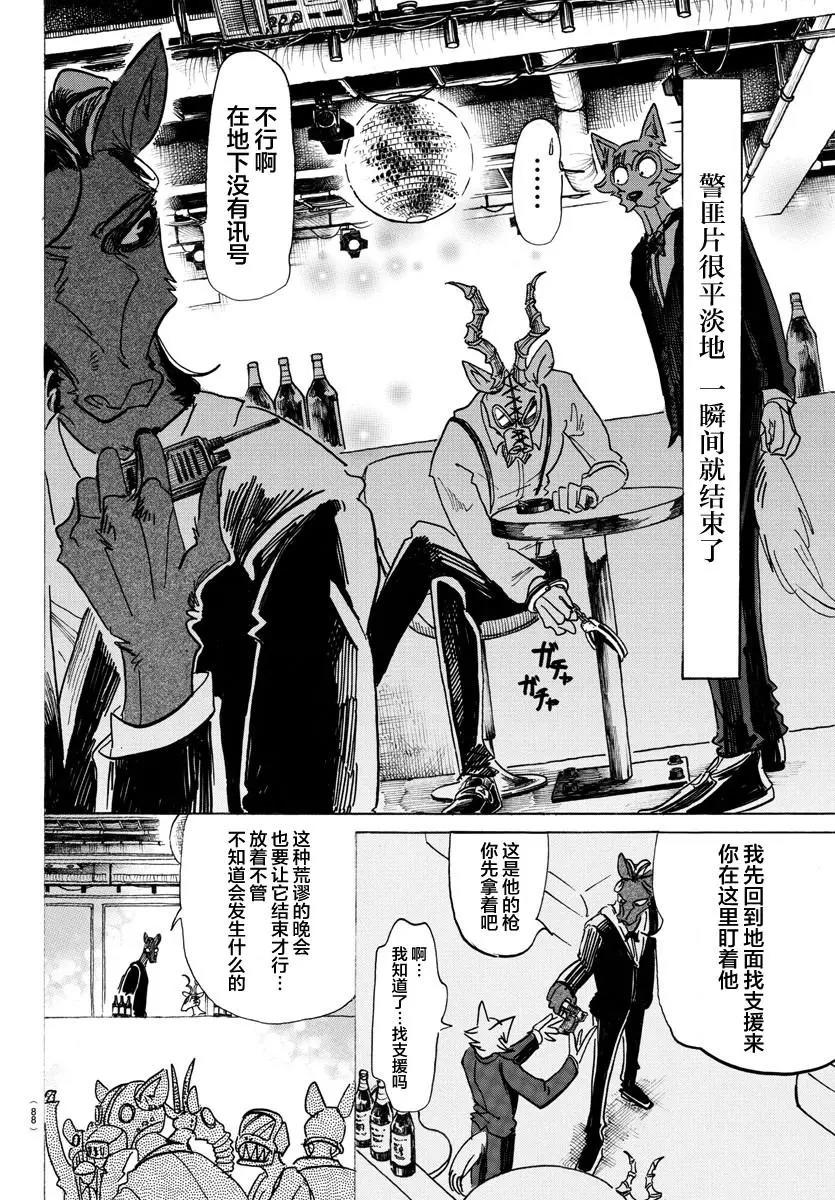 警匪片很平淡地 一瞬间就结束了
……
不行啊
在地下没有讯号
ガチャ
ガチャ
我先回到地面找支援来
你在这里盯着他
这是他的枪
你先拿着吧
啊…
我知道了…找支援吗
这种荒谬的晚会
也要让它结束才行…
放着不管
不知道会发生什么的
(88)